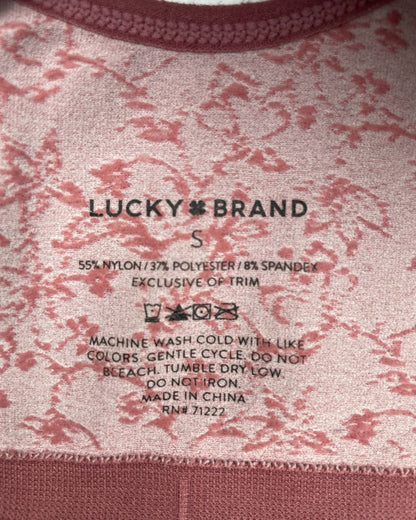 LUCKY BRAND
S
55% NYLON / 37% POLYESTER / 8% SPANDEX
EXCLUSIVE OF TRIM
MACHINE WASH COLD WITH LIKE
COLORS. GENTLE CYCLE. DO NOT
BLEACH. TUMBLE DRY LOW.
DO NOT IRON.
MADE IN CHINA
RN# 71222